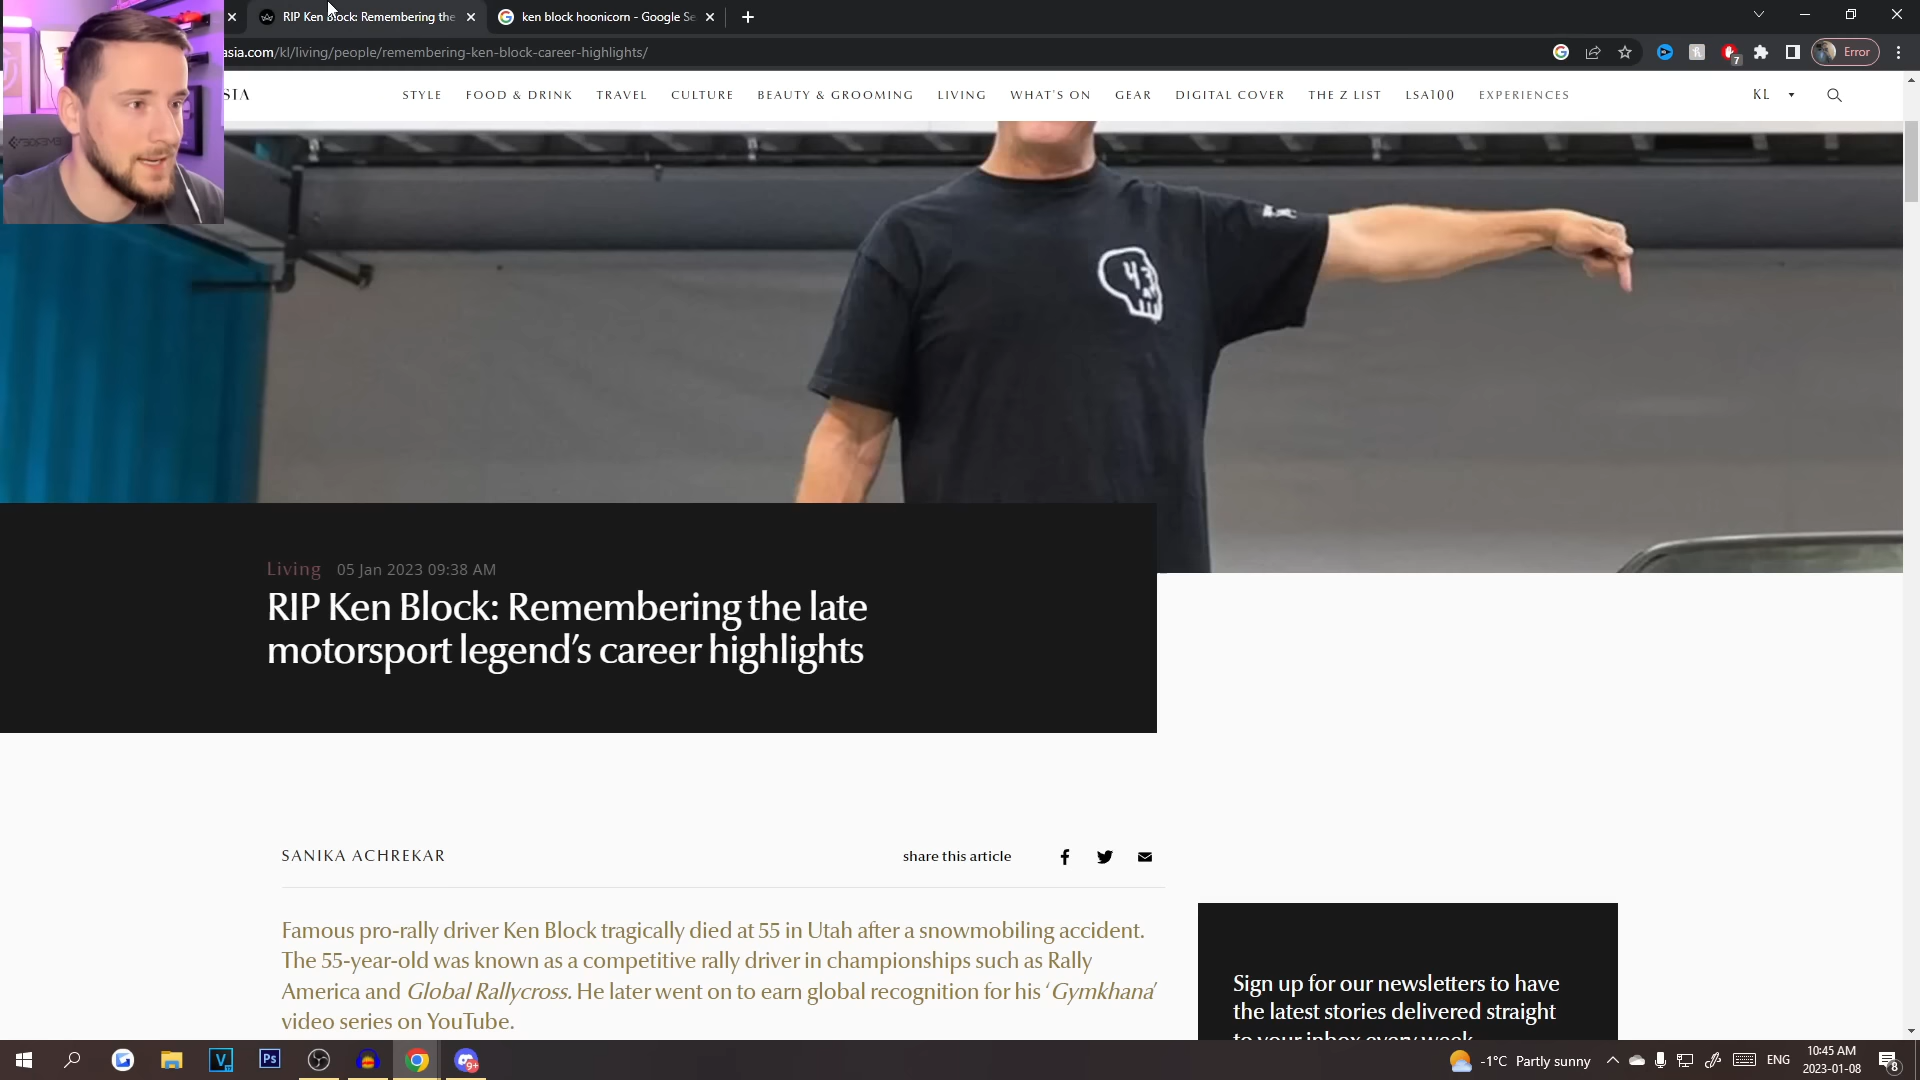 RIP Ken Block: Remembering the
ken block hoonicorn - Google Se
asia.com/kl/living/people/remembering-ken-block-career-highlights/
7
Error
SIA
STYLE
FOOD & DRINK
TRAVEL
CULTURE
BEAUTY & GROOMING
LIVING
WHAT'S ON
GEAR
DIGITAL COVER
THE Z LIST
LSA100
EXPERIENCES
KL
43
Living 05 Jan 2023 09:38 AM
RIP Ken Block: Remembering the late
motorsport legend's career highlights
SANIKA ACHREKAR
share this article
Famous pro-rally driver Ken Block tragically died at 55 in Utah after a snowmobiling accident.
The 55-year-old was known as a competitive rally driver in championships such as Rally
America and Global Rallycross. He later went on to earn global recognition for his 'Gymkhana'
video series on YouTube.
Sign up for our newsletters to have
the latest stories delivered straight
to your inbox every week
V
Ps
9+
-1°C Partly sunny
ENG
10:45 AM
2023-01-08
8